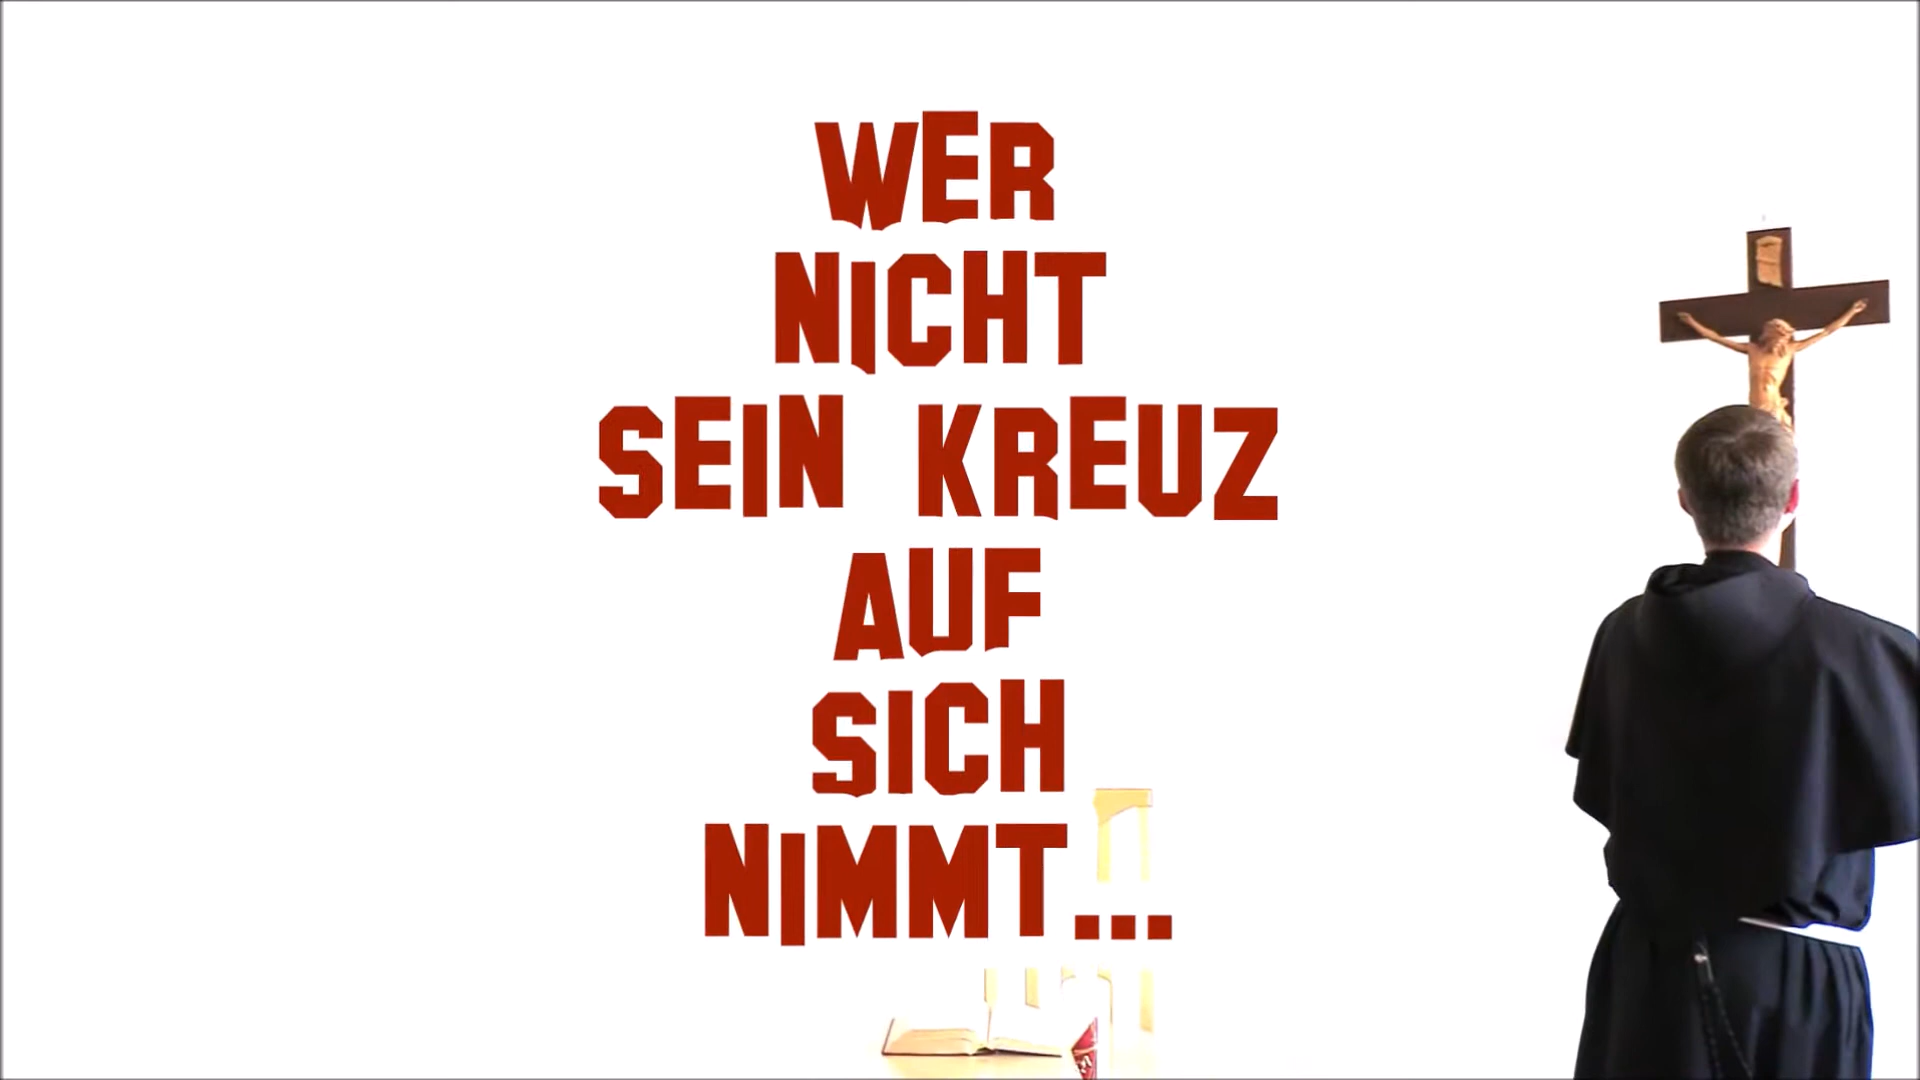 WER
NICHT
SEIN KREUZ
AUF
SICH
NIMMT...